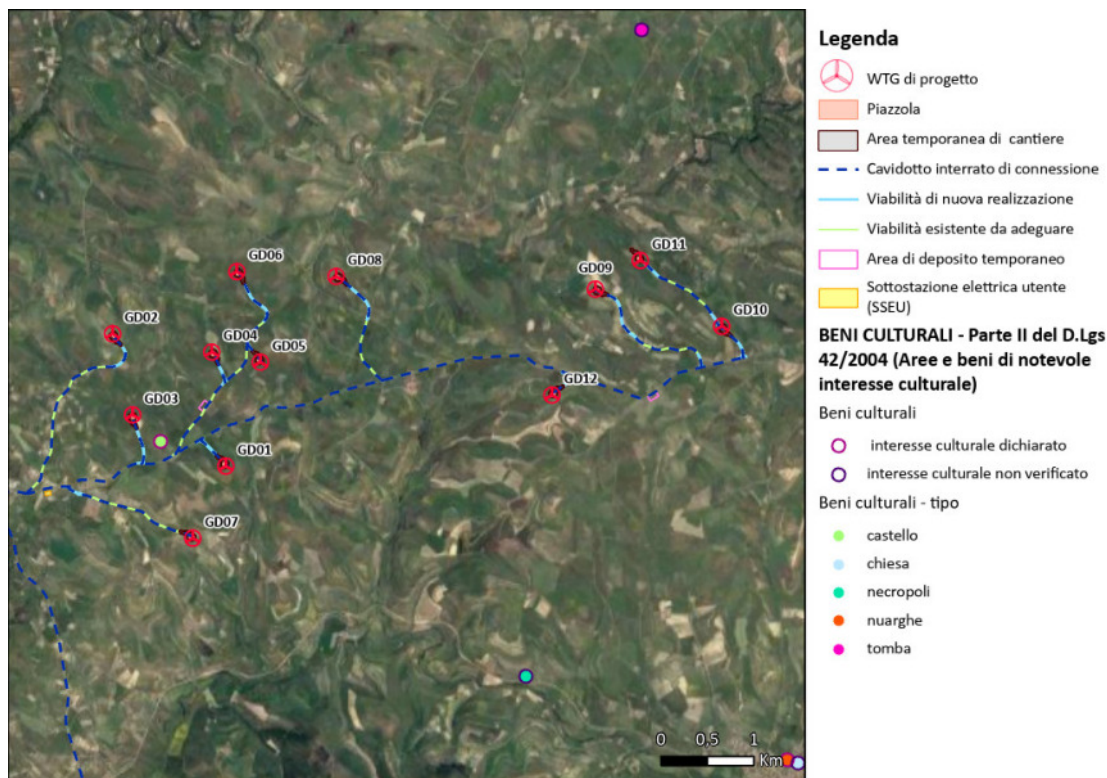 GD06
GD08
GD11
GD09
GD02
GD04
GD05
GD10
GD12
GD03
GD01
GD07
0 0,5 1
Km
Legenda
WTG di progetto
Piazzola
Area temporanea di cantiere
Cavidotto interrato di connessione
Viabilità di nuova realizzazione
Viabilità esistente da adeguare
Area di deposito temporaneo
Sottostazione elettrica utente
(SSEU)
BENI CULTURALI - Parte II del D.Lgs
42/2004 (Aree e beni di notevole
interesse culturale)
Beni culturali
interesse culturale dichiarato
interesse culturale non verificato
Beni culturali - tipo
castello
chiesa
necropoli
nuarghe
tomba